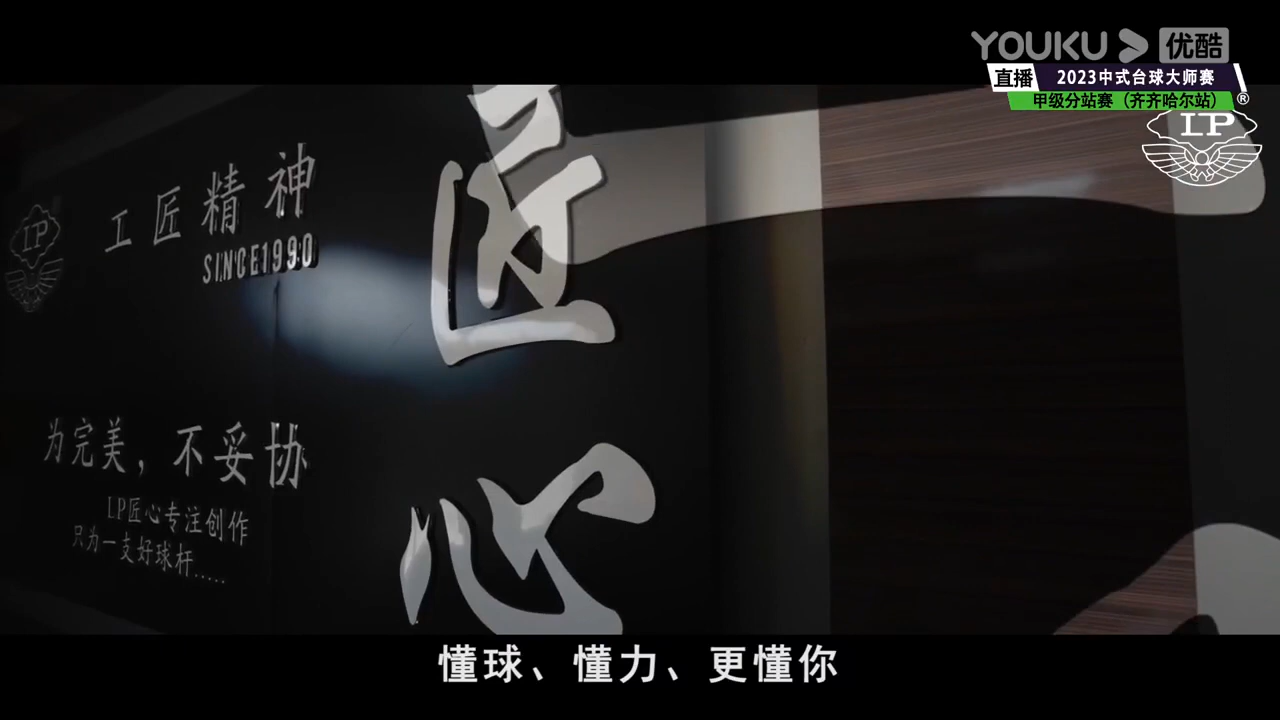 YOUKU 优酷
直播 2023中式台球大师赛
甲级分站赛（齐齐哈尔站）
®
LP
LP
工匠精神
SINCE1990
匠心
为完美，不妥协
LP匠心专注创作
只为一支好球杆.....
懂球、懂力、更懂你